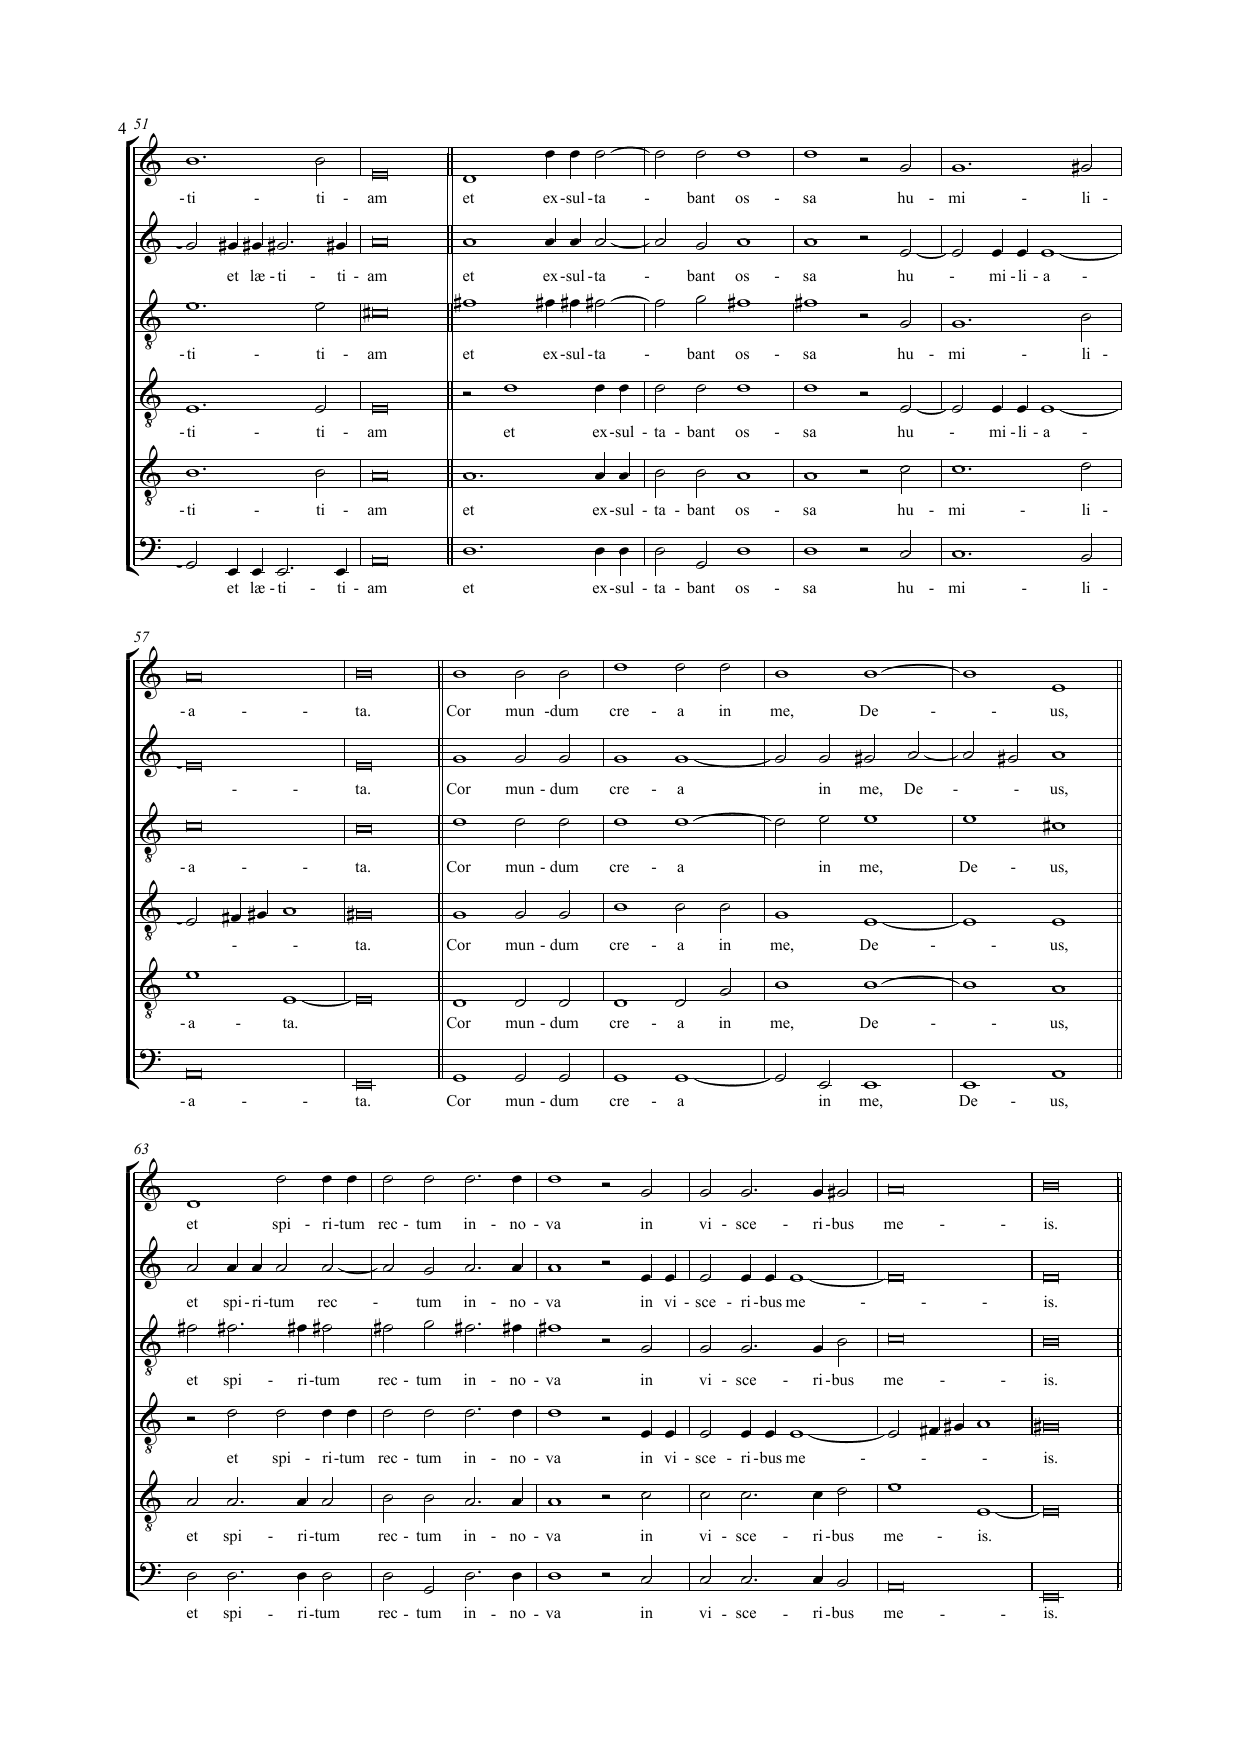 4
51
- ti - ti - am et ex - sul - ta - bant os - sa hu - mi - li -
et læ - ti - ti - am et ex - sul - ta - bant os - sa hu - mi - li - a -
- ti - ti - am et ex - sul - ta - bant os - sa hu - mi - li -
- ti - ti - am et ex - sul - ta - bant os - sa hu - mi - li - a -
- ti - ti - am et ex - sul - ta - bant os - sa hu - mi - li -
et læ - ti - ti - am et ex - sul - ta - bant os - sa hu - mi - li -
57
- a - - ta. Cor mun - dum cre - a in me, De - - us,
- - ta. Cor mun - dum cre - a in me, De - - us,
- a - - ta. Cor mun - dum cre - a in me, De - us,
- - ta. Cor mun - dum cre - a in me, De - - us,
- a - ta. Cor mun - dum cre - a in me, De - - us,
- a - - ta. Cor mun - dum cre - a in me, De - us,
63
et spi - ri - tum rec - tum in - no - va in vi - sce - ri - bus me - - is.
et spi - ri - tum rec - tum in - no - va in vi - sce - ri - bus me - - - is.
et spi - ri - tum rec - tum in - no - va in vi - sce - ri - bus me - - is.
et spi - ri - tum rec - tum in - no - va in vi - sce - ri - bus me - - - is.
et spi - ri - tum rec - tum in - no - va in vi - sce - ri - bus me - is.
et spi - ri - tum rec - tum in - no - va in vi - sce - ri - bus me - - is.